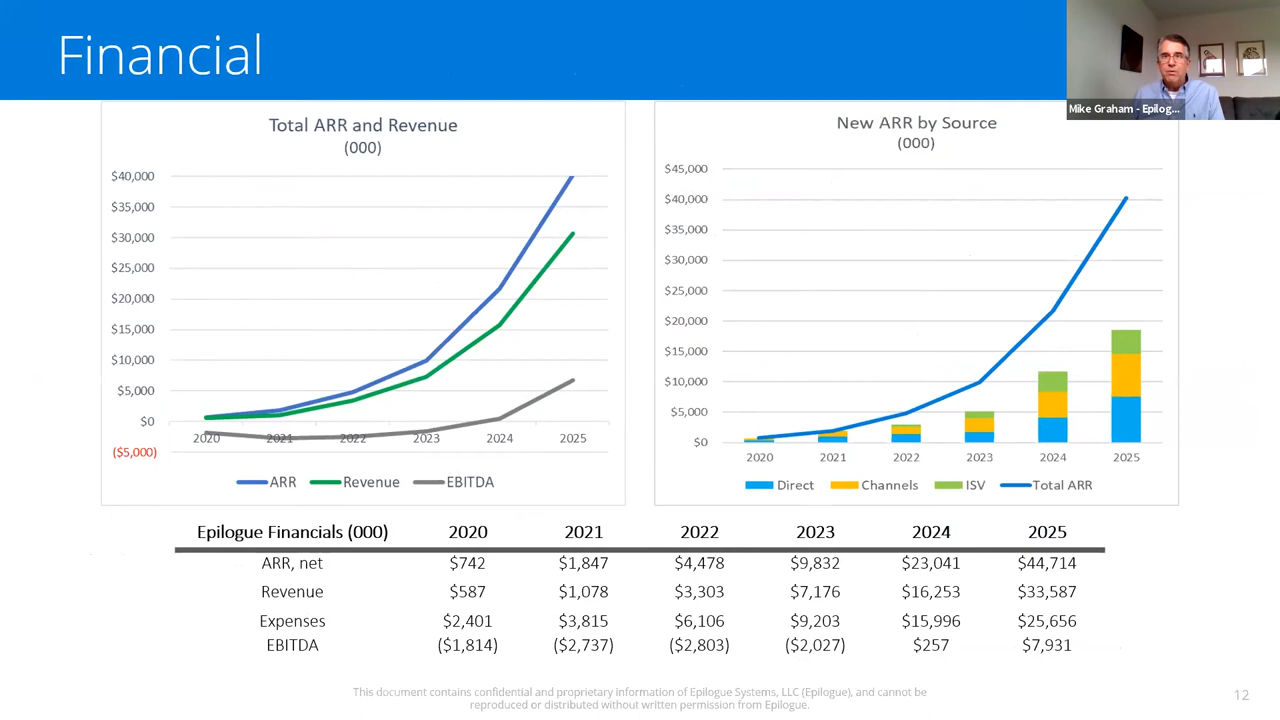 Financial
Mike Graham - Epilog...
Total ARR and Revenue
(000)
$40,000
$35,000
$30,000
$25,000
$20,000
$15,000
$10,000
$5,000
$0
($5,000)
2020 2021 2022 2023 2024 2025
ARR Revenue EBITDA
New ARR by Source
(000)
$45,000
$40,000
$35,000
$30,000
$25,000
$20,000
$15,000
$10,000
$5,000
$0
2020 2021 2022 2023 2024 2025
Direct Channels ISV Total ARR
Epilogue Financials (000) 2020 2021 2022 2023 2024 2025
ARR, net $742 $1,847 $4,478 $9,832 $23,041 $44,714
Revenue $587 $1,078 $3,303 $7,176 $16,253 $33,587
Expenses $2,401 $3,815 $6,106 $9,203 $15,996 $25,656
EBITDA ($1,814) ($2,737) ($2,803) ($2,027) $257 $7,931
This document contains confidential and proprietary information of Epilogue Systems, LLC (Epilogue), and cannot be
reproduced or distributed without written permission from Epilogue.
12